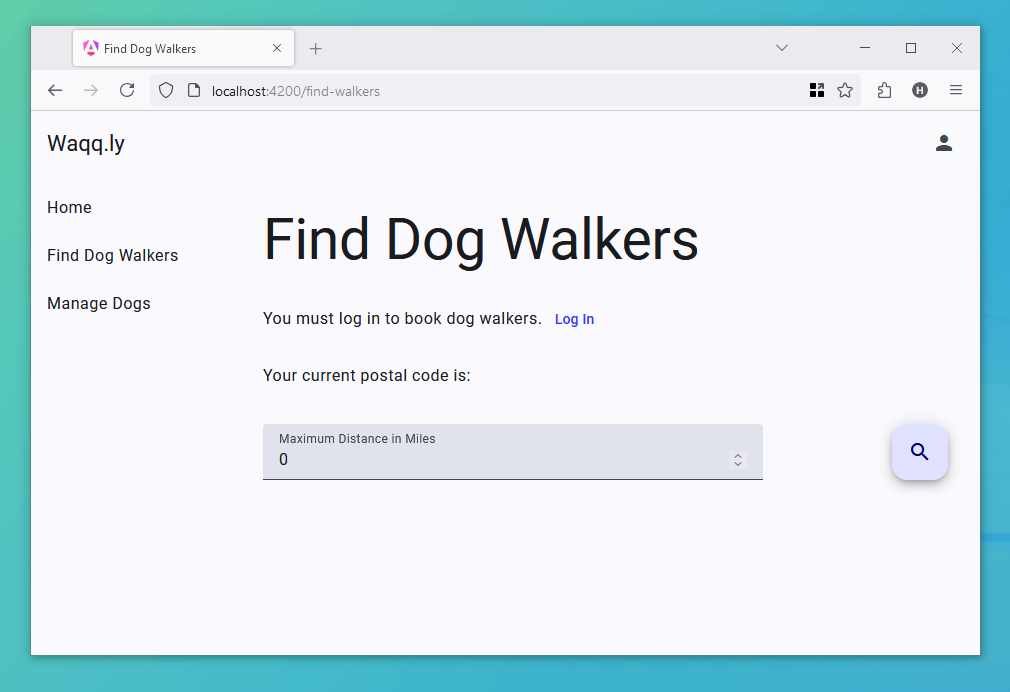 Find Dog Walkers
localhost:4200/find-walkers
H
Waqq.ly
Home
Find Dog Walkers
Manage Dogs
Find Dog Walkers
You must log in to book dog walkers. Log In
Your current postal code is:
Maximum Distance in Miles
0